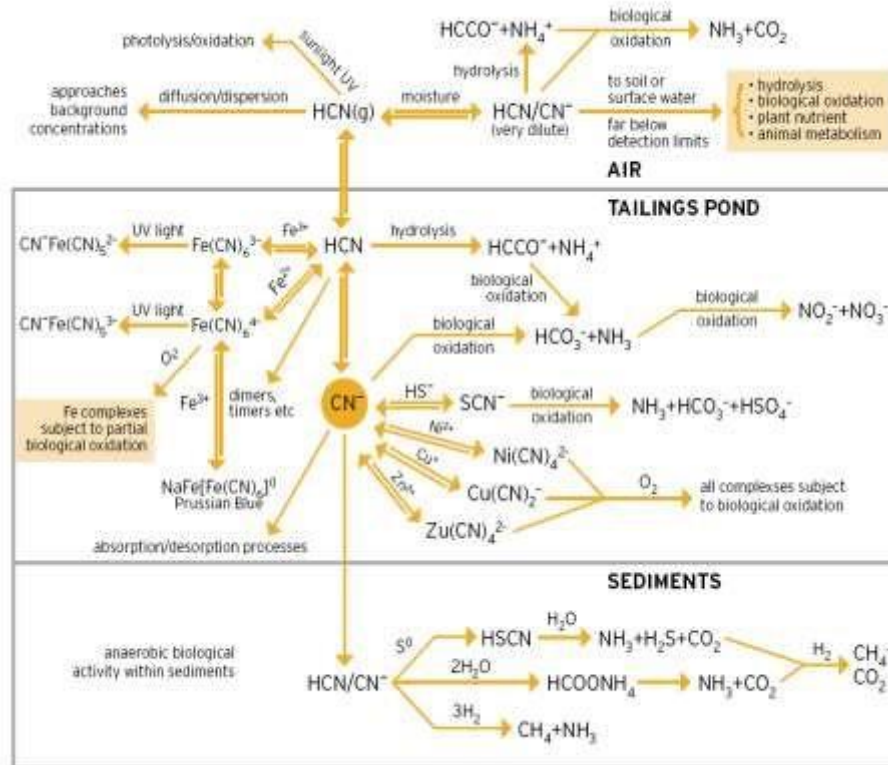 HCCO⁻+NH₄⁺
biological
oxidation
NH₃+CO₂
photolysis/oxidation
sunlight UV
hydrolysis
approaches
background
concentrations
diffusion/dispersion
HCN(g)
moisture
HCN/CN⁻
(very dilute)
to soil or
surface water
far below
detection limits
• hydrolysis
• biological oxidation
• plant nutrient
• animal metabolism
AIR
TAILINGS POND
CN⁻Fe(CN)₅²⁻
UV light
Fe(CN)₆³⁻
Fe³⁺
HCN
hydrolysis
HCCO⁻+NH₄⁺
Fe²⁺
biological
oxidation
CN⁻Fe(CN)₅³⁻
UV light
Fe(CN)₆⁴⁻
biological
oxidation
HCO₃⁻+NH₃
biological
oxidation
NO₂⁻+NO₃⁻
O²
Fe³⁺
dimers,
timers etc
CN⁻
HS⁻
SCN⁻
biological
oxidation
NH₃+HCO₃⁻+HSO₄⁻
Fe complexes
subject to partial
biological oxidation
Ni²⁺
Ni(CN)₄²⁻
Cu⁺
Cu(CN)₂⁻
O₂
all complexses subject
to biological oxidation
Zn²⁺
Zu(CN)₄²⁻
NaFe[Fe(CN)₆]⁰
Prussian Blue
absorption/desorption processes
SEDIMENTS
anaerobic biological
activity within sediments
HCN/CN⁻
S⁰
HSCN
H₂O
NH₃+H₂S+CO₂
2H₂O
HCOONH₄
NH₃+CO₂
H₂
CH₄
CO₂
3H₂
CH₄+NH₃